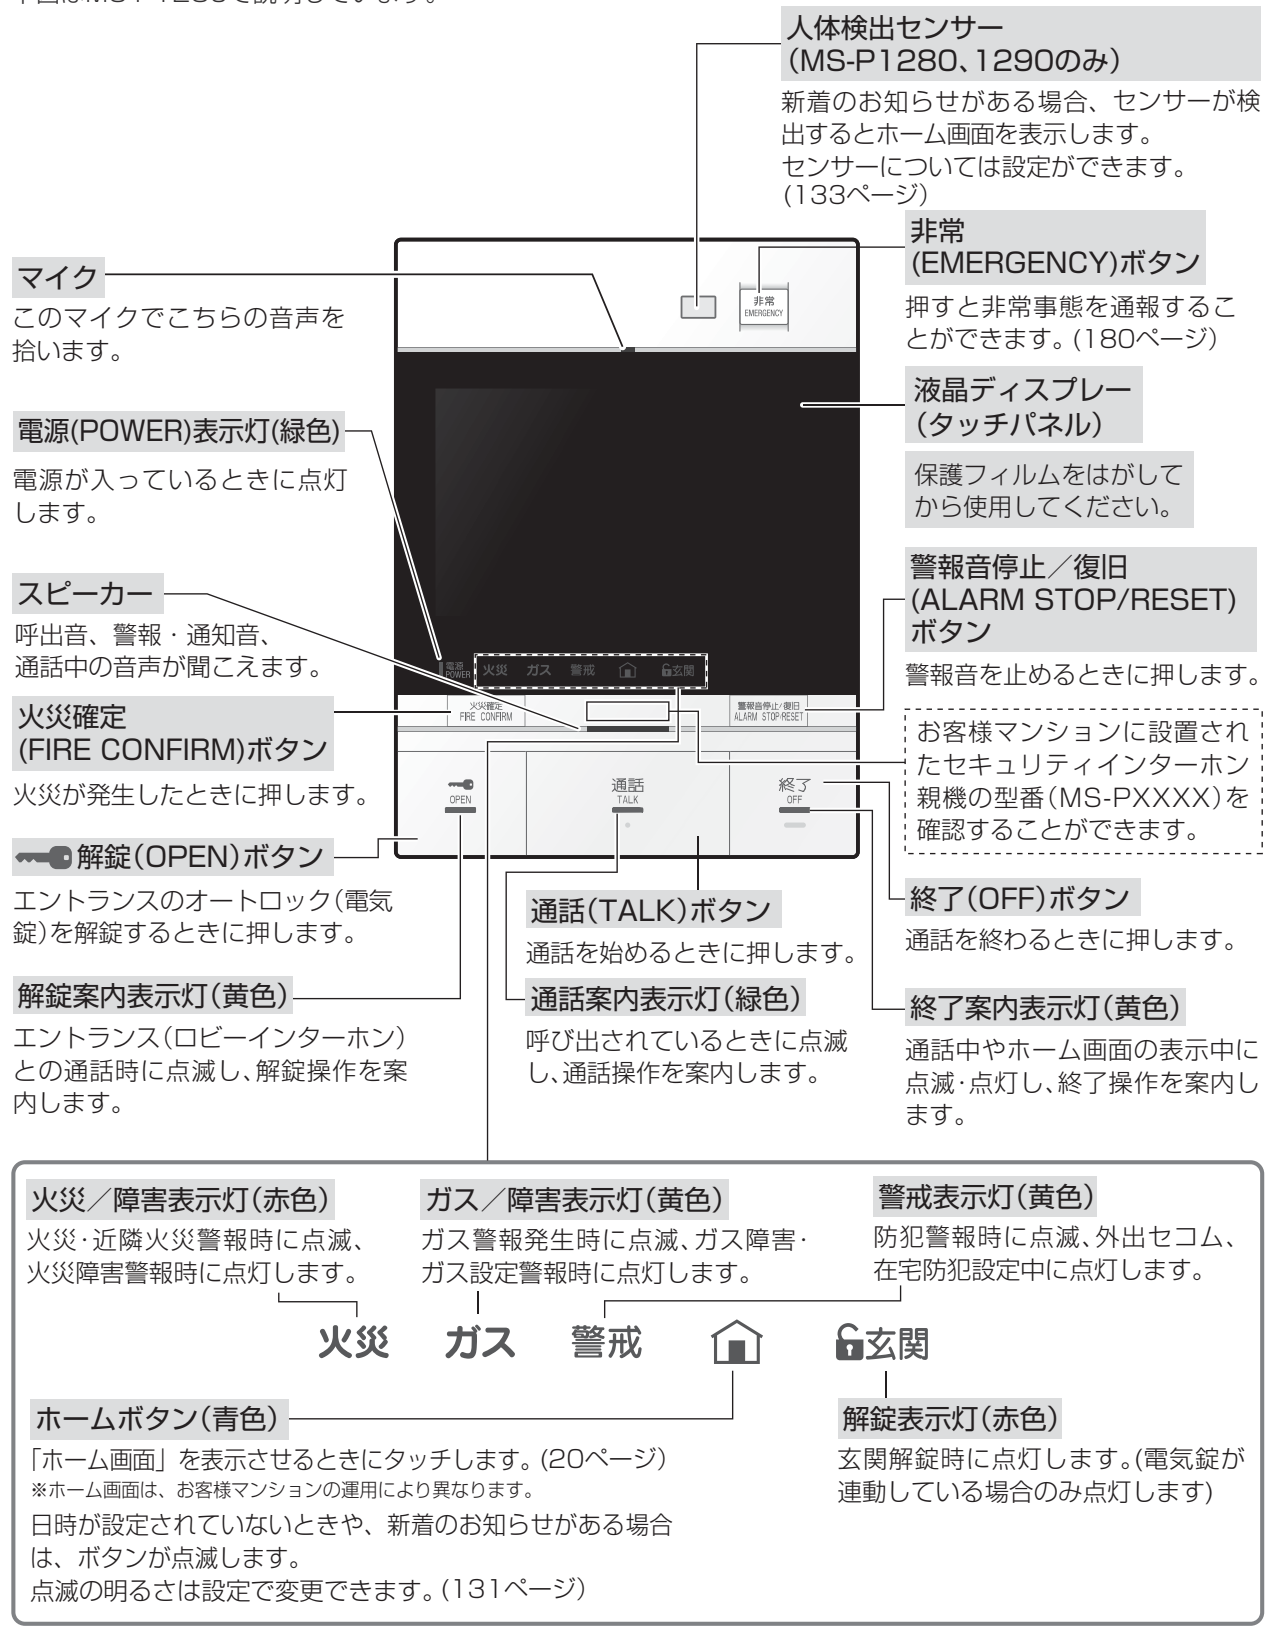 人体検出センサー
（MS-P1280、1290のみ）
新着のお知らせがある場合、センサーが検
出するとホーム画面を表示します。
センサーについては設定ができます。
(133ページ)
非常
(EMERGENCY)ボタン
押すと非常事態を通報するこ
とができます。(180ページ)
マイク
このマイクでこちらの音声を
拾います。
非常
EMERGENCY
液晶ディスプレー
（タッチパネル）
保護フィルムをはがして
から使用してください。
電源(POWER)表示灯(緑色)
電源が入っているときに点灯
します。
警報音停止／復旧
(ALARM STOP/RESET)
ボタン
警報音を止めるときに押します。
スピーカー
呼出音、警報・通知音、
通話中の音声が聞こえます。
電源
POWER
火災 ガス 警戒 玄関
火災確定
FIRE CONFIRM
警報音停止/復旧
ALARM STOP·RESET
火災確定
(FIRE CONFIRM)ボタン
火災が発生したときに押します。
お客様マンションに設置され
たセキュリティインターホン
親機の型番(MS-PXXXX)を
確認することができます。
OPEN
通話
TALK
終了
OFF
解錠(OPEN)ボタン
エントランスのオートロック(電気
錠)を解錠するときに押します。
通話(TALK)ボタン
通話を始めるときに押します。
終了(OFF)ボタン
通話を終わるときに押します。
解錠案内表示灯(黄色)
エントランス(ロビーインターホン)
との通話時に点滅し、解錠操作を案
内します。
通話案内表示灯(緑色)
呼び出されているときに点滅
し、通話操作を案内します。
終了案内表示灯(黄色)
通話中やホーム画面の表示中に
点滅・点灯し、終了操作を案内し
ます。
火災／障害表示灯(赤色)
火災・近隣火災警報時に点滅、
火災障害警報時に点灯します。
ガス／障害表示灯(黄色)
ガス警報発生時に点滅、ガス障害・
ガス設定警報時に点灯します。
警戒表示灯(黄色)
防犯警報時に点滅、外出セコム、
在宅防犯設定中に点灯します。
火災 ガス 警戒 玄関
ホームボタン(青色)
「ホーム画面」を表示させるときにタッチします。(20ページ)
※ホーム画面は、お客様マンションの運用により異なります。
日時が設定されていないときや、新着のお知らせがある場合
は、ボタンが点滅します。
点滅の明るさは設定で変更できます。(131ページ)
解錠表示灯(赤色)
玄関解錠時に点灯します。(電気錠が
連動している場合のみ点灯します)